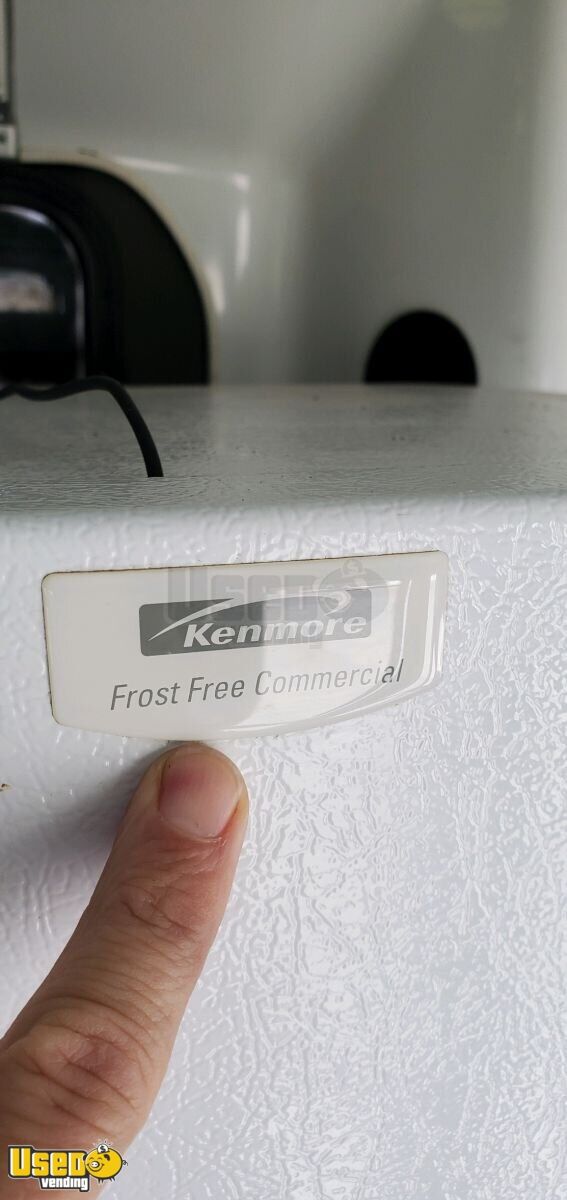 Kenmore
Frost Free Commercial
Used
vending